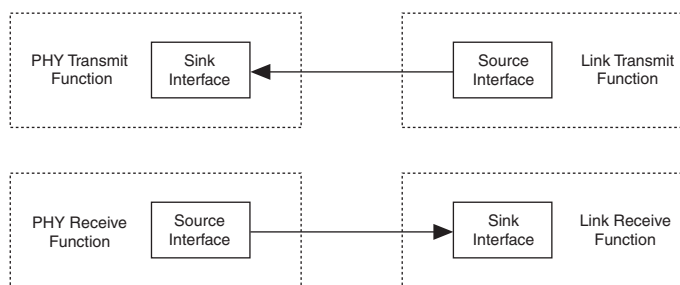 PHY Transmit
Function
Sink
Interface
Source
Interface
Link Transmit
Function
PHY Receive
Function
Source
Interface
Sink
Interface
Link Receive
Function